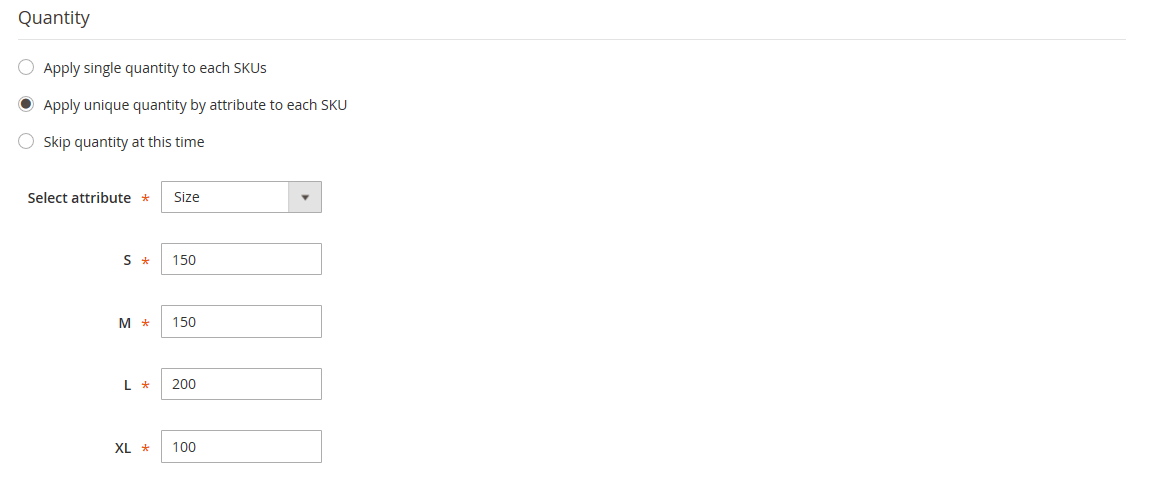 Quantity
Apply single quantity to each SKUs
Apply unique quantity by attribute to each SKU
Skip quantity at this time
Select attribute * Size
S * 150
M * 150
L * 200
XL * 100